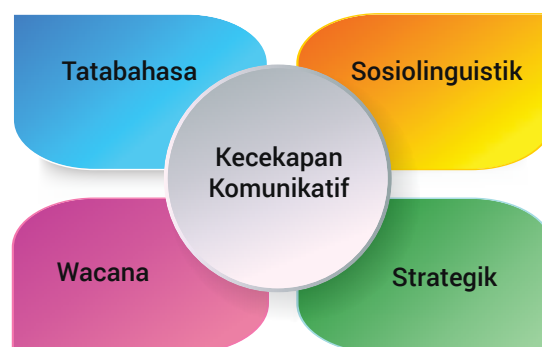 Tatabahasa
Sosiolinguistik
Kecekapan
Komunikatif
Wacana
Strategik